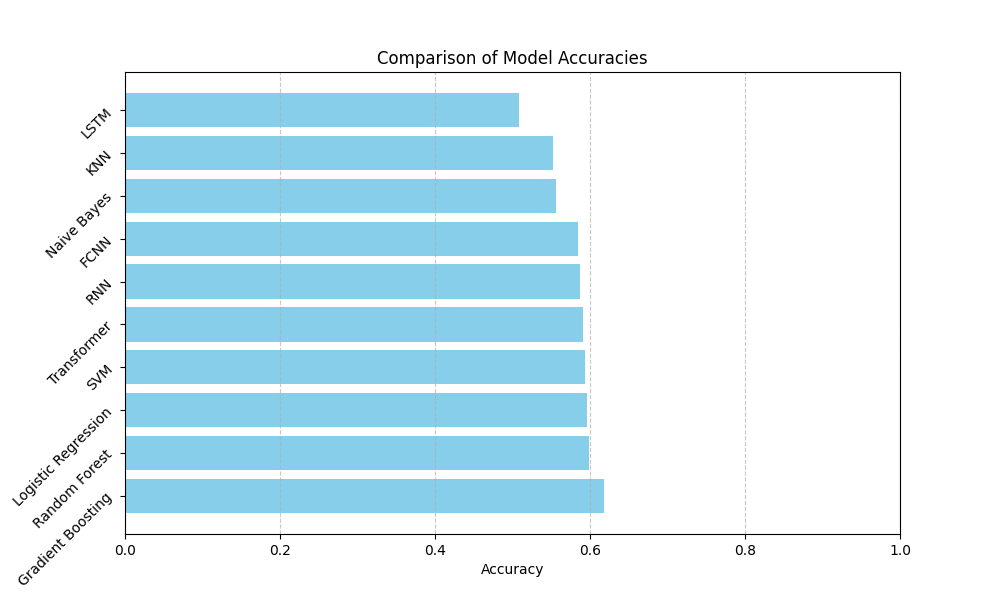 Comparison of Model Accuracies
LSTM
KNN
Naive Bayes
FCNN
RNN
Transformer
SVM
Logistic Regression
Random Forest
Gradient Boosting
0.0 0.2 0.4 0.6 0.8 1.0
Accuracy